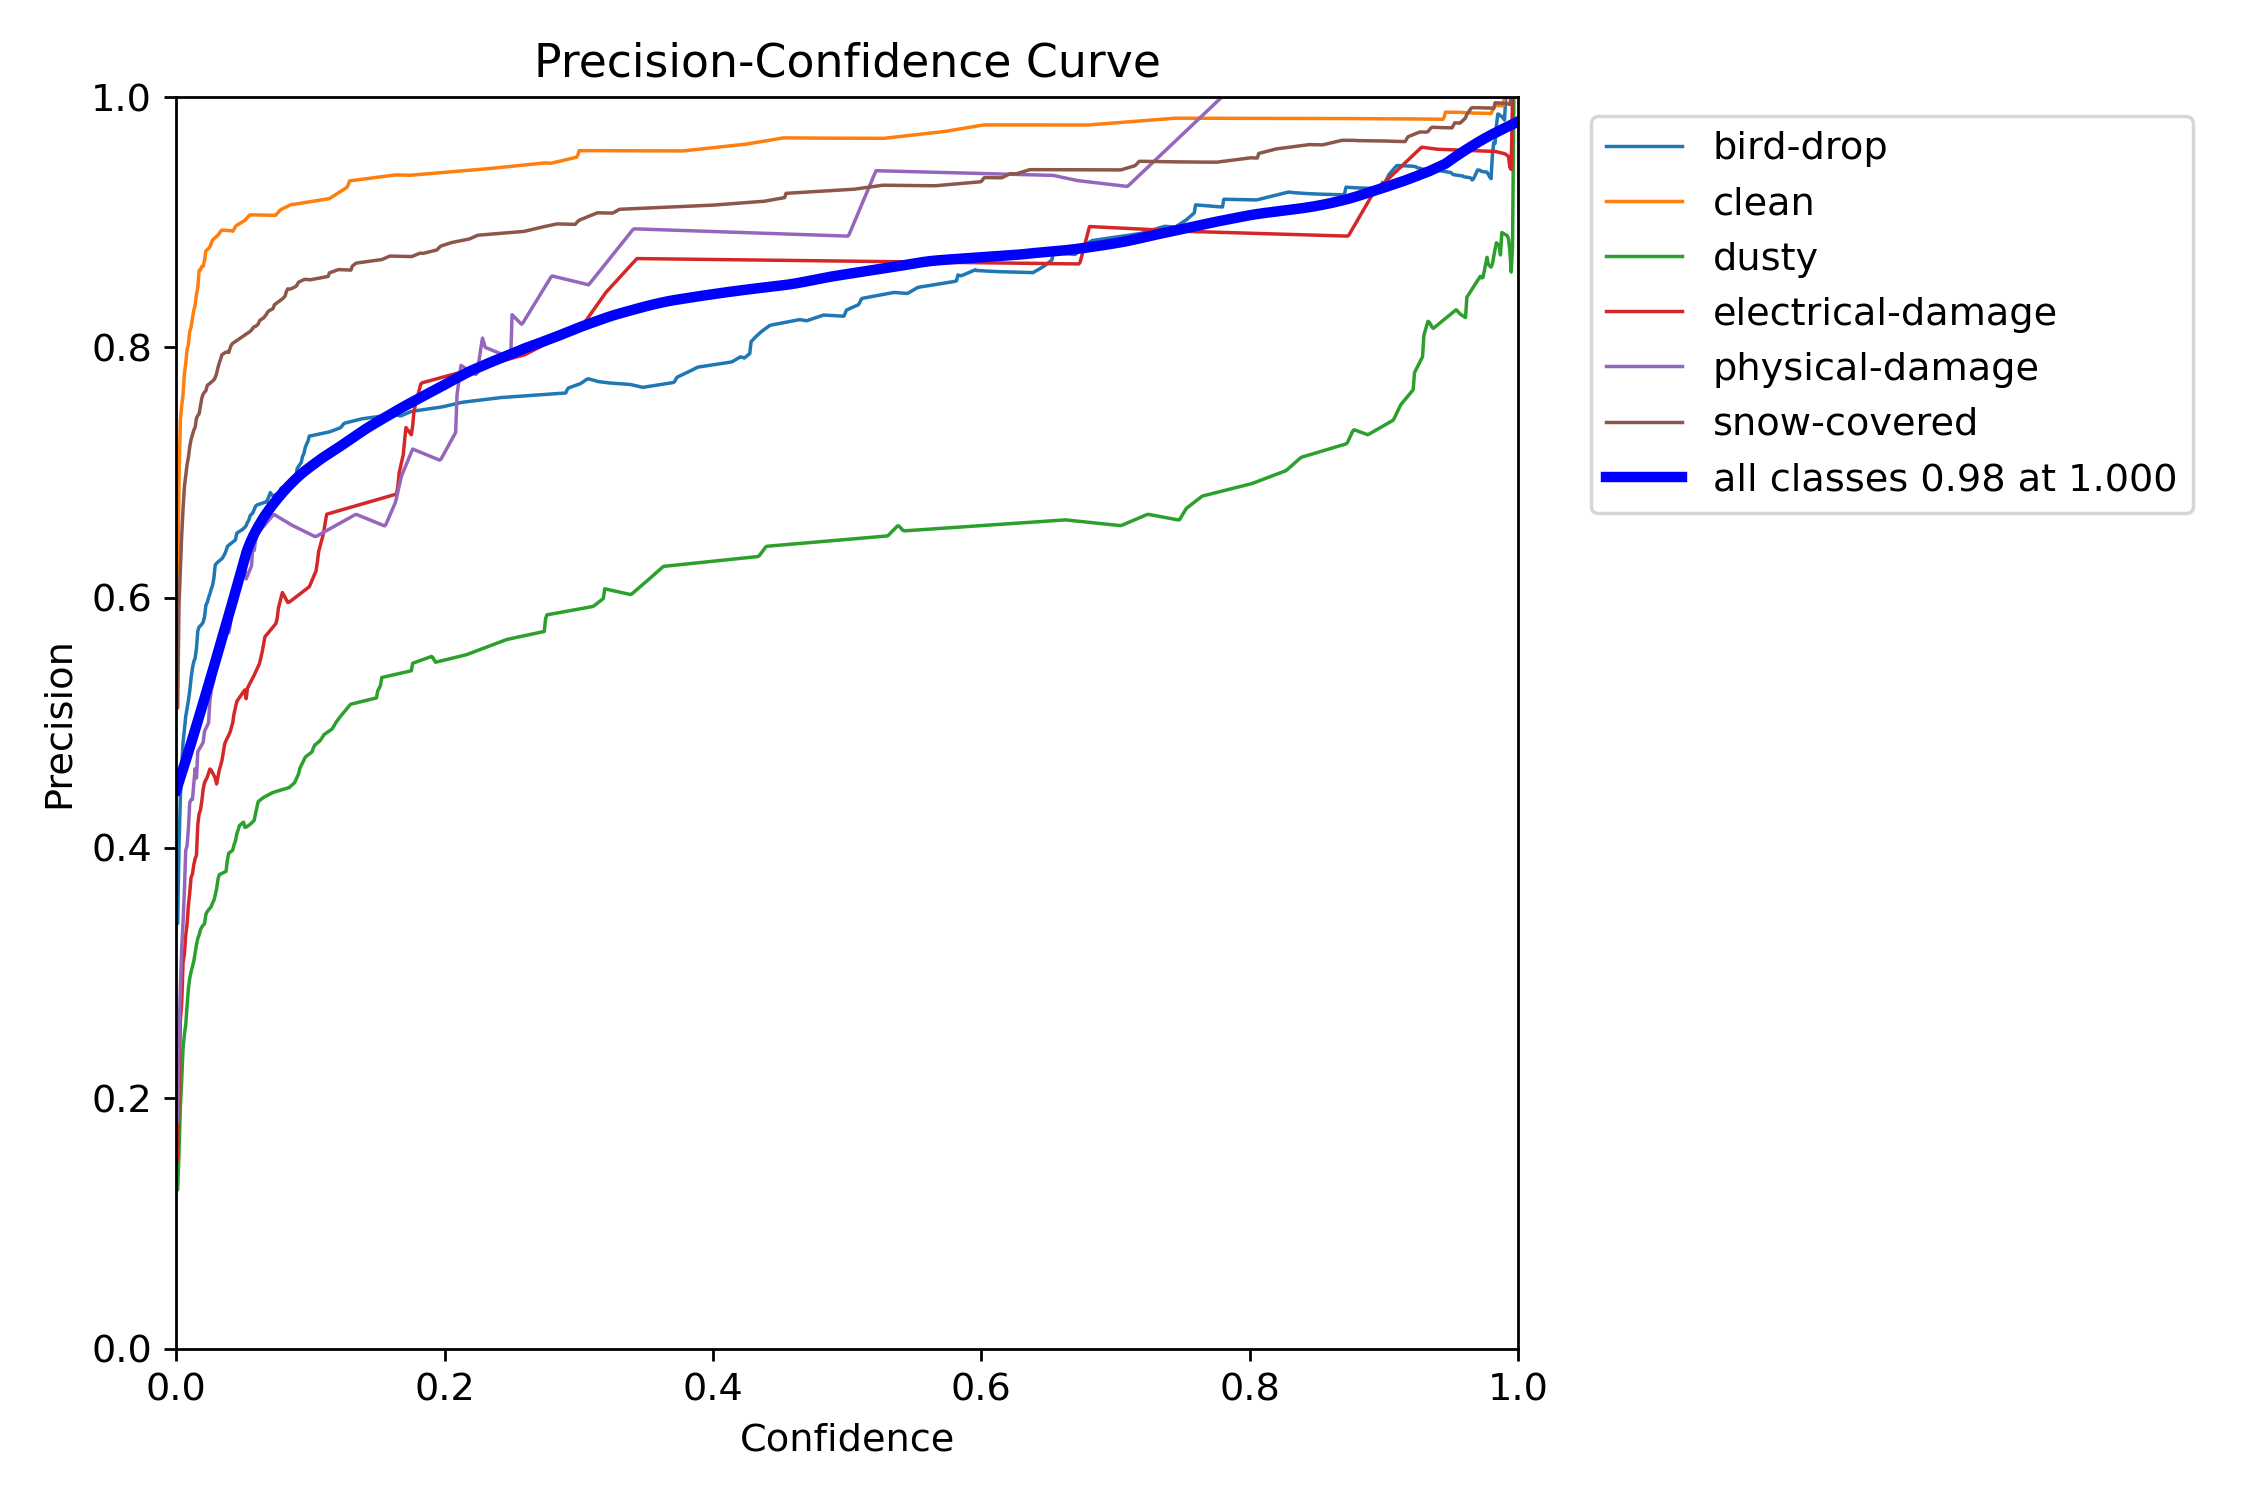 Precision-Confidence Curve
1.0
0.8
0.6
0.4
0.2
0.0
Precision
0.0 0.2 0.4 0.6 0.8 1.0
Confidence
bird-drop
clean
dusty
electrical-damage
physical-damage
snow-covered
all classes 0.98 at 1.000